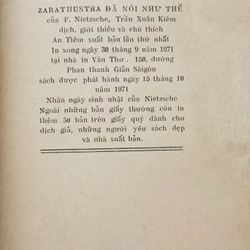 ZARATHUSTRA ĐÃ NÓI NHƯ THẾ
của F. Nietzsche, Trần Xuân Kiêm
dịch, giới thiệu và chú thích
An Tiêm xuất bản lần thứ nhất
In xong ngày 30 tháng 9 năm 1971
tại nhà in Văn Thơ . 150, đường
Phan thanh Giản Saigòn
sách được phát hành ngày 15 tháng 10
năm 1971
Nhân ngày sinh nhật của Nietzsche
Ngoài những bản giấy thường còn in
thêm 50 bản trên giấy quý dành cho
dịch giả, những người yêu sách đẹp
và nhà xuất bản.